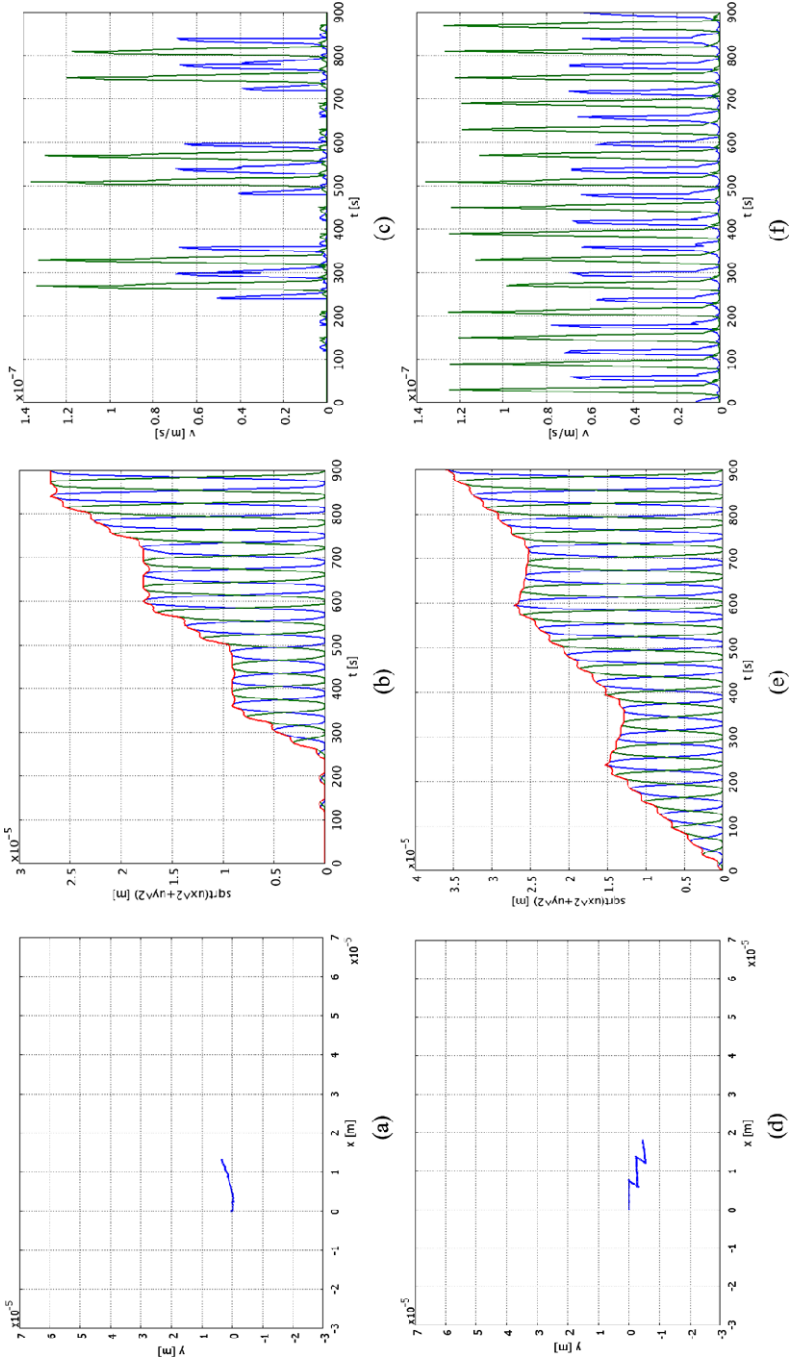 x10⁻⁵
7
6
5
4
3
2
1
0
-1
-2
-3
y [m]
-3 -2 -1 0 1 2 3 4 5 6 7
x10⁻⁵
x [m]
(a)
x10⁻⁵
2.5
2
1.5
1
0.5
0
sqrt(ux^2+uy^2) [m]
0 100 200 300 400 500 600 700 800 900
t [s]
(b)
x10⁻⁷
1.4
1.2
1
0.8
0.6
0.4
0.2
0
v [m/s]
0 100 200 300 400 500 600 700 800 900
t [s]
(c)
x10⁻⁵
7
6
5
4
3
2
1
0
-1
-2
-3
y [m]
-3 -2 -1 0 1 2 3 4 5 6 7
x10⁻⁵
x [m]
(d)
x10⁻⁵
4
3.5
3
2.5
2
1.5
1
0.5
0
sqrt(ux^2+uy^2) [m]
0 100 200 300 400 500 600 700 800 900
t [s]
(e)
x10⁻⁷
1.4
1.2
1
0.8
0.6
0.4
0.2
0
v [m/s]
0 100 200 300 400 500 600 700 800 900
t [s]
(f)